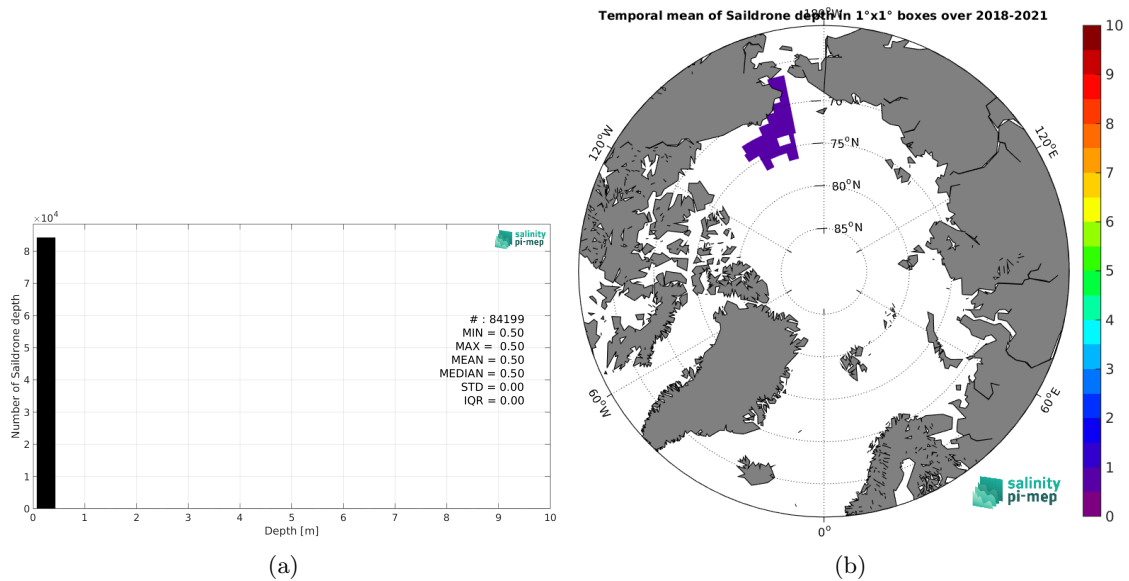 ×10⁴
8
7
6
5
4
3
2
1
0
Number of Saildrone depth
salinity
pi-mep
# : 84199
MIN = 0.50
MAX = 0.50
MEAN = 0.50
MEDIAN = 0.50
STD = 0.00
IQR = 0.00
0 1 2 3 4 5 6 7 8 9 10
Depth [m]
(a)
Temporal mean of Saildrone depth in 1°x1° boxes over 2018-2021
180°W
120°W
120°E
70
75°N
80°N
85°N
60°W
60°E
0°
salinity
pi-mep
10
9
8
7
6
5
4
3
2
1
0
(b)